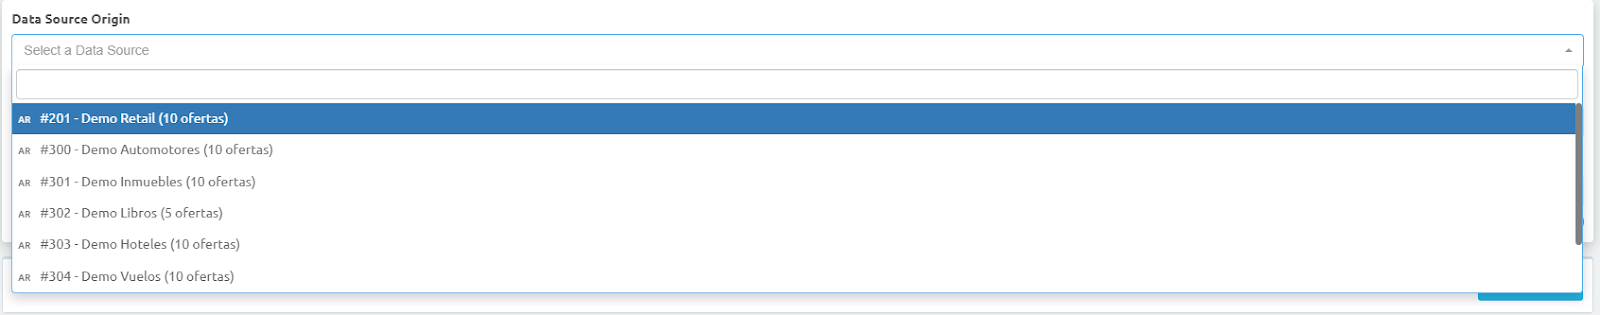 Data Source Origin
Select a Data Source
AR #201 - Demo Retail (10 ofertas)
AR #300 - Demo Automotores (10 ofertas)
AR #301 - Demo Inmuebles (10 ofertas)
AR #302 - Demo Libros (5 ofertas)
AR #303 - Demo Hoteles (10 ofertas)
AR #304 - Demo Vuelos (10 ofertas)